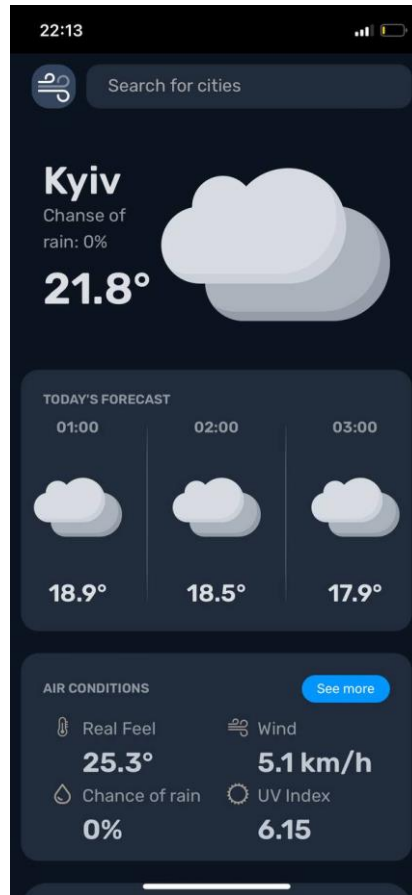 22:13
Search for cities
Kyiv
Chanse of
rain: 0%
21.8°
TODAY'S FORECAST
01:00 02:00 03:00
18.9° 18.5° 17.9°
AIR CONDITIONS See more
Real Feel Wind
25.3° 5.1 km/h
Chance of rain UV Index
0% 6.15